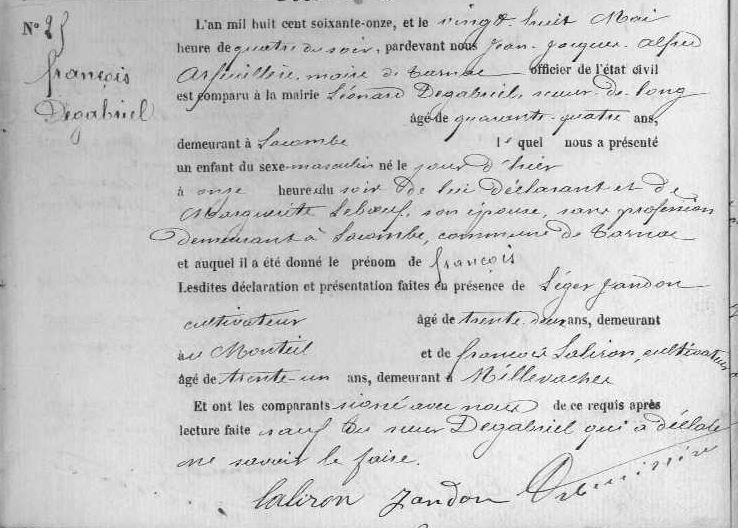 N° 25
françois
Degabriel
L'an mil huit cent soixante-onze, et le vingt huit Mai
heure de quatre du soir, pardevant nous Jean-Jacques-Alfred
maire de Tarnac officier de l'état civil
est comparu à la mairie Léonard Degabriel, scieur-de-long
âgé de quarante-quatre ans,
demeurant à Lacombe lequel nous a présenté
un enfant du sexe masculin né le jour d'hier
à onze heure du soir de lui déclarant et de
Marguerite Lebœuf, son épouse, sans profession
demeurant à Lacombe, commune de Tarnac
et auquel il a été donné le prénom de françois
Lesdites déclaration et présentation faites en présence de Léger Jandon
cultivateur âgé de trente-deux ans, demeurant
au Monteil et de françois Laliron, cultivateur
âgé de trente-un ans, demeurant à Millevaches
Et ont les comparants signé avec nous de ce requis après
lecture faite sauf du sieur Degabriel qui a déclaré
ne savoir le faire.
Laliron Jandon